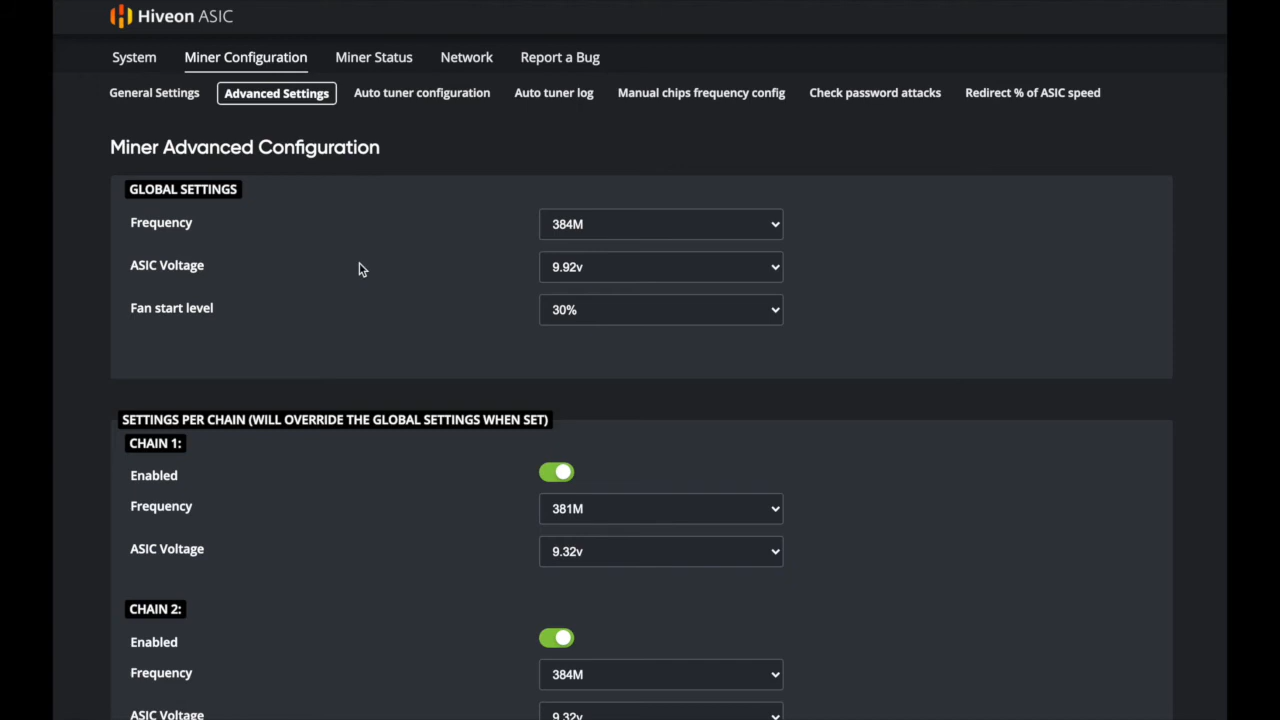 Hiveon ASIC
System Miner Configuration Miner Status Network Report a Bug
General Settings Advanced Settings Auto tuner configuration Auto tuner log Manual chips frequency config Check password attacks Redirect % of ASIC speed
Miner Advanced Configuration
GLOBAL SETTINGS
Frequency 384M
ASIC Voltage 9.92v
Fan start level 30%
SETTINGS PER CHAIN (WILL OVERRIDE THE GLOBAL SETTINGS WHEN SET)
CHAIN 1:
Enabled
Frequency 381M
ASIC Voltage 9.32v
CHAIN 2:
Enabled
Frequency 384M
ASIC Voltage 9.32v